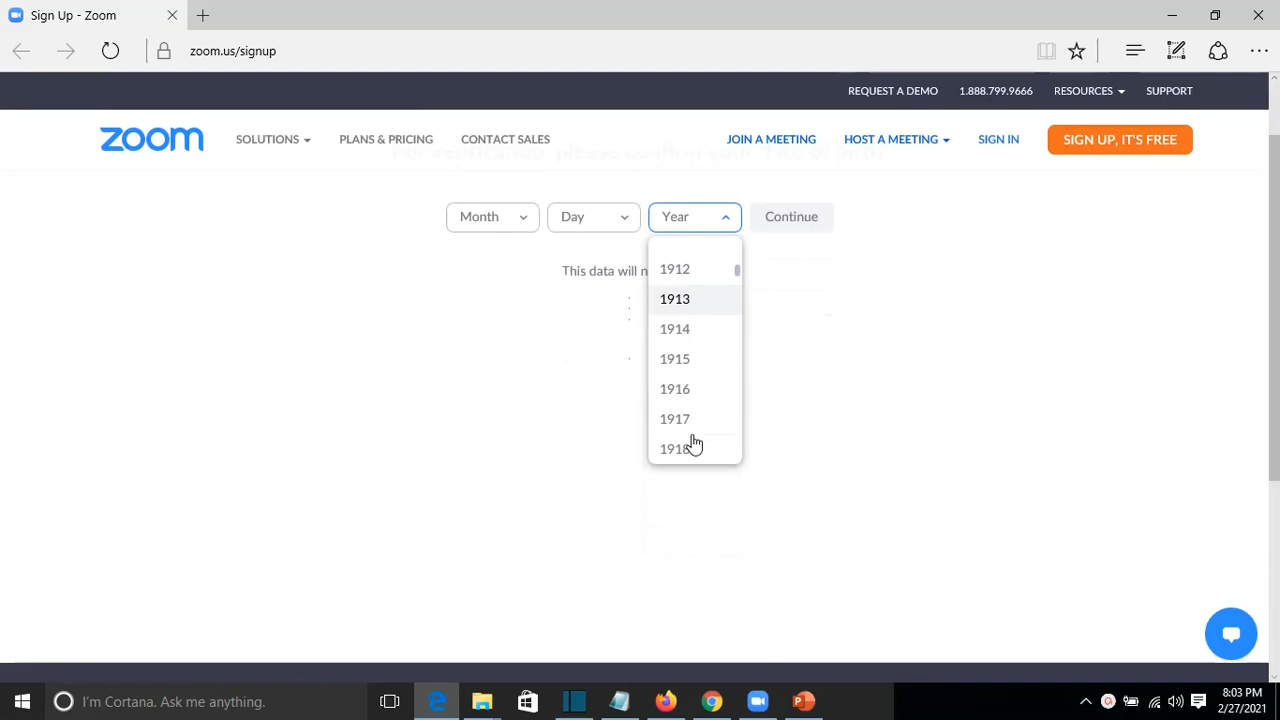 Sign Up - Zoom
zoom.us/signup
REQUEST A DEMO 1.888.799.9666 RESOURCES SUPPORT
zoom SOLUTIONS PLANS & PRICING CONTACT SALES JOIN A MEETING HOST A MEETING SIGN IN SIGN UP, IT'S FREE
Month Day Year Continue
This data will n
1912
1913
1914
1915
1916
1917
1918
I'm Cortana. Ask me anything.
8:03 PM
2/27/2021